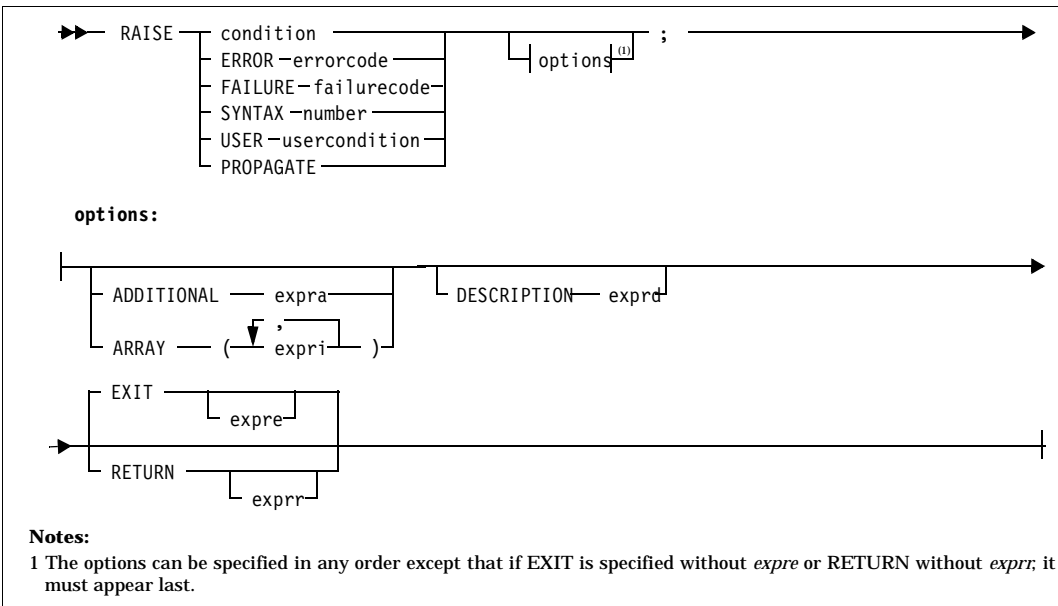 RAISE condition ;
ERROR errorcode options (1)
FAILURE failurecode
SYNTAX number
USER usercondition
PROPAGATE
options:
ADDITIONAL expra DESCRIPTION exprd
,
ARRAY ( expri )
EXIT
expre
RETURN
exprr
Notes:
1 The options can be specified in any order except that if EXIT is specified without expre or RETURN without exprr, it
must appear last.